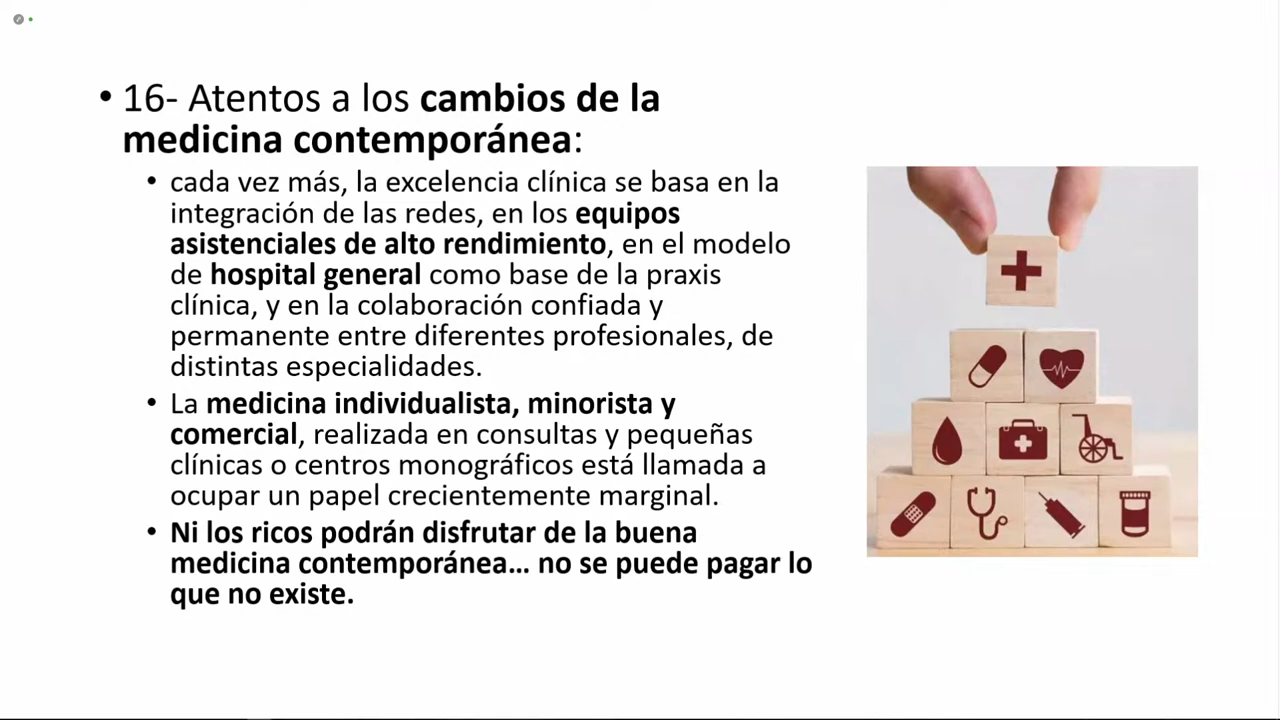 • 16- Atentos a los cambios de la
medicina contemporánea:
• cada vez más, la excelencia clínica se basa en la
integración de las redes, en los equipos
asistenciales de alto rendimiento, en el modelo
de hospital general como base de la praxis
clínica, y en la colaboración confiada y
permanente entre diferentes profesionales, de
distintas especialidades.
• La medicina individualista, minorista y
comercial, realizada en consultas y pequeñas
clínicas o centros monográficos está llamada a
ocupar un papel crecientemente marginal.
• Ni los ricos podrán disfrutar de la buena
medicina contemporánea... no se puede pagar lo
que no existe.